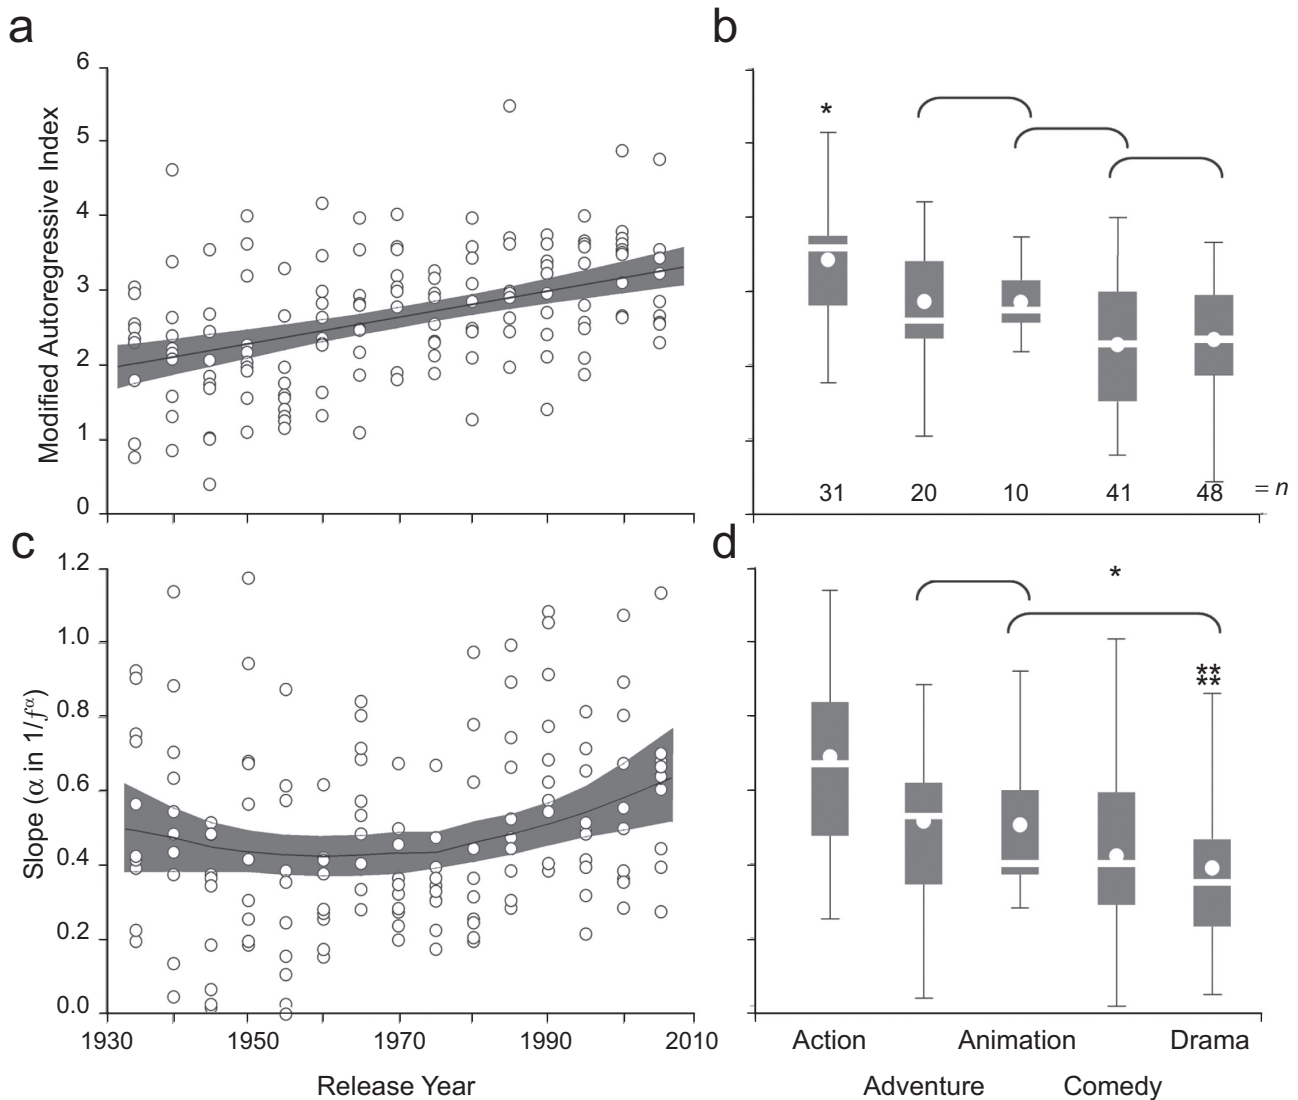 a
b
6
5
4
3
2
1
0
Modified Autoregressive Index
*
31 20 10 41 48 = n
c
d
1.2
1.0
0.8
0.6
0.4
0.2
0.0
Slope (α in 1/fᵅ)
1930 1950 1970 1990 2010
Release Year
*
**
**
Action Animation Drama
Adventure Comedy